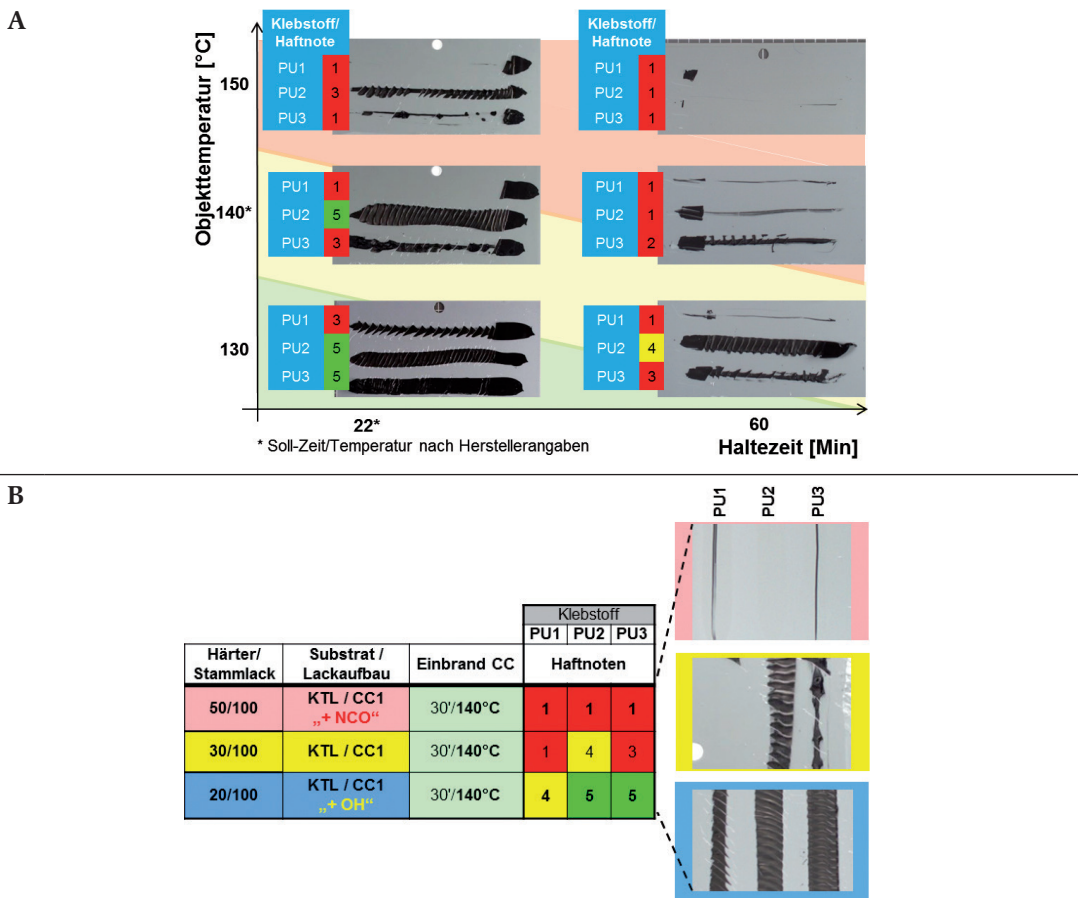 A
Objekttemperatur [°C]
Klebstoff/
Haftnote
PU1 1
PU2 3
PU3 1
Klebstoff/
Haftnote
PU1 1
PU2 1
PU3 1
150
PU1 1
PU2 5
PU3 3
PU1 1
PU2 1
PU3 2
140*
PU1 3
PU2 5
PU3 5
PU1 1
PU2 4
PU3 3
130
22*
60
* Soll-Zeit/Temperatur nach Herstellerangaben
Haltezeit [Min]
B
PU1 PU2 PU3
Klebstoff
PU1 PU2 PU3
Härter/
Stammlack
Substrat /
Lackaufbau
Einbrand CC
Haftnoten
50/100
KTL / CC1
„+ NCO“
30'/140°C
1 1 1
30/100 KTL / CC1 30'/140°C 1 4 3
20/100
KTL / CC1
„+ OH“
30'/140°C
4 5 5